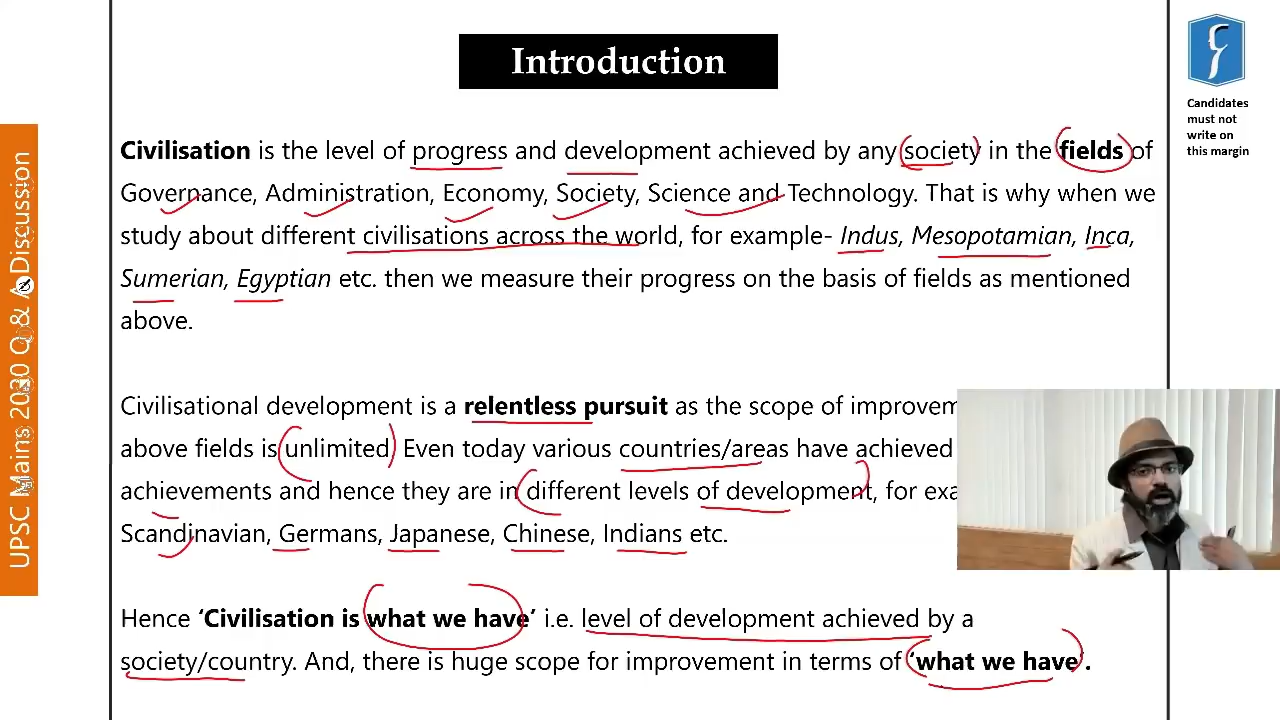 Introduction
Candidates
must not
write on
this margin
UPSC Mains 2020 Q & A Discussion
Civilisation is the level of progress and development achieved by any society in the fields of
Governance, Administration, Economy, Society, Science and Technology. That is why when we
study about different civilisations across the world, for example- Indus, Mesopotamian, Inca,
Sumerian, Egyptian etc. then we measure their progress on the basis of fields as mentioned
above.
Civilisational development is a relentless pursuit as the scope of improvem
above fields is unlimited. Even today various countries/areas have achieved
achievements and hence they are in different levels of development, for exa
Scandinavian, Germans, Japanese, Chinese, Indians etc.
Hence ‘Civilisation is what we have’ i.e. level of development achieved by a
society/country. And, there is huge scope for improvement in terms of ‘what we have’.